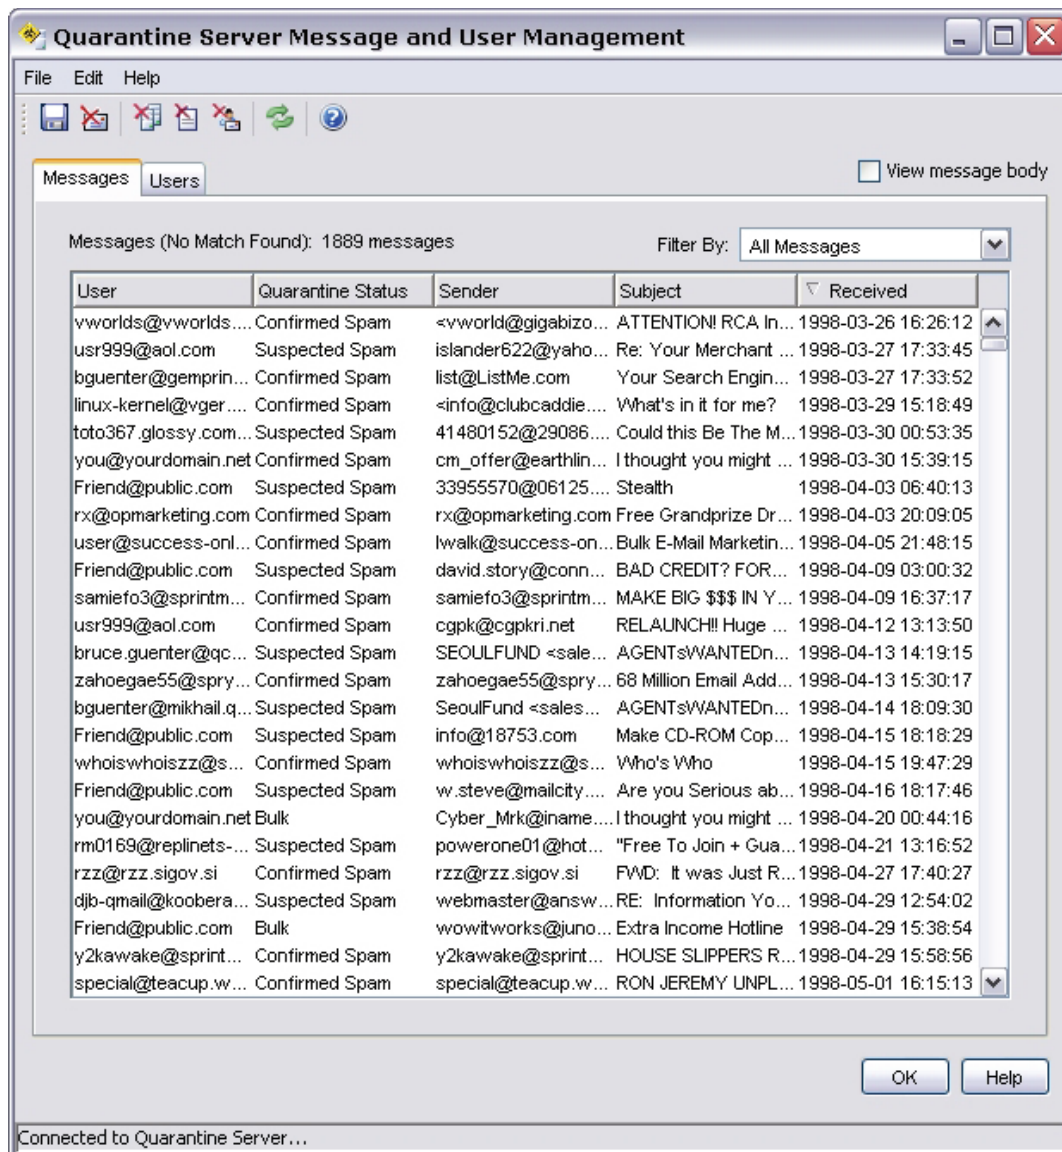 Quarantine Server Message and User Management
File Edit Help
Messages Users View message body
Messages (No Match Found): 1889 messages Filter By: All Messages
User Quarantine Status Sender Subject Received
vworlds@vworlds.... Confirmed Spam <vworld@gigabizo... ATTENTION! RCA In... 1998-03-26 16:26:12
usr999@aol.com Suspected Spam islander622@yaho... Re: Your Merchant ... 1998-03-27 17:33:45
bguenter@gemprin... Confirmed Spam list@ListMe.com Your Search Engin... 1998-03-27 17:33:52
linux-kernel@vger.... Confirmed Spam <info@clubcaddie.... What's in it for me? 1998-03-29 15:18:49
toto367.glossy.com... Suspected Spam 41480152@29086.... Could this Be The M... 1998-03-30 00:53:35
you@yourdomain.net Confirmed Spam cm_offer@earthlin... I thought you might ... 1998-03-30 15:39:15
Friend@public.com Suspected Spam 33955570@06125.... Stealth 1998-04-03 06:40:13
rx@opmarketing.com Confirmed Spam rx@opmarketing.com Free Grandprize Dr... 1998-04-03 20:09:05
user@success-onl... Confirmed Spam lwalk@success-on... Bulk E-Mail Marketin... 1998-04-05 21:48:15
Friend@public.com Suspected Spam david.story@conn... BAD CREDIT? FOR... 1998-04-09 03:00:32
samiefo3@sprintm... Confirmed Spam samiefo3@sprintm... MAKE BIG $$$ IN Y... 1998-04-09 16:37:17
usr999@aol.com Confirmed Spam cgpk@cgpkri.net RELAUNCH!! Huge ... 1998-04-12 13:13:50
bruce.guenter@qc... Suspected Spam SEOULFUND <sale... AGENTsWANTEDn... 1998-04-13 14:19:15
zahoegae55@spry... Confirmed Spam zahoegae55@spry... 68 Million Email Add... 1998-04-13 15:30:17
bguenter@mikhail.q... Suspected Spam SeoulFund <sales... AGENTsWANTEDn... 1998-04-14 18:09:30
Friend@public.com Suspected Spam info@18753.com Make CD-ROM Cop... 1998-04-15 18:18:29
whoiswhoiszz@s... Confirmed Spam whoiswhoiszz@s... Who's Who 1998-04-15 19:47:29
Friend@public.com Suspected Spam w.steve@mailcity.... Are you Serious ab... 1998-04-16 18:17:46
you@yourdomain.net Bulk Cyber_Mrk@iname.... I thought you might ... 1998-04-20 00:44:16
rm0169@replinets-... Suspected Spam powerone01@hot... "Free To Join + Gua... 1998-04-21 13:16:52
rzz@rzz.sigov.si Confirmed Spam rzz@rzz.sigov.si FWD: It was Just R... 1998-04-27 17:40:27
djb-qmail@koobera... Suspected Spam webmaster@answ... RE: Information Yo... 1998-04-29 12:54:02
Friend@public.com Bulk wowitworks@juno... Extra Income Hotline 1998-04-29 15:38:54
y2kawake@sprint... Confirmed Spam y2kawake@sprint... HOUSE SLIPPERS R... 1998-04-29 15:58:56
special@teacup.w... Confirmed Spam special@teacup.w... RON JEREMY UNPL... 1998-05-01 16:15:13
OK Help
Connected to Quarantine Server...